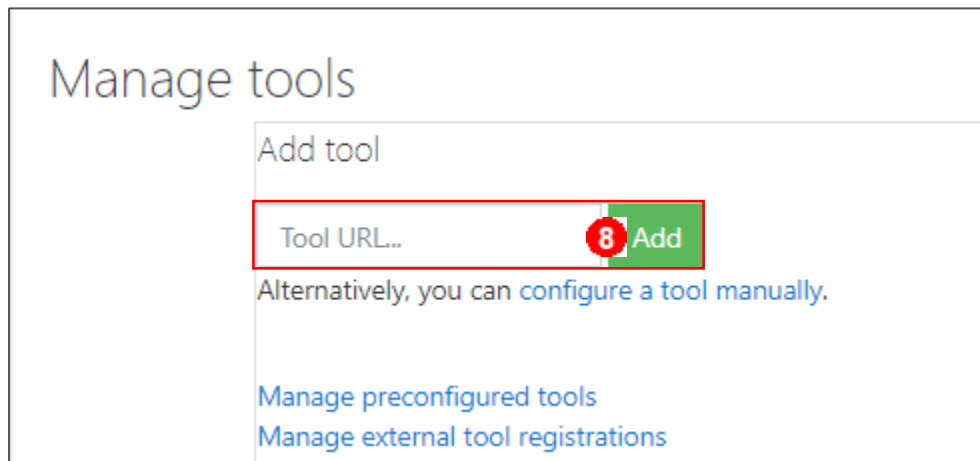 Manage tools
Add tool
Tool URL... 8 Add
Alternatively, you can configure a tool manually.
Manage preconfigured tools
Manage external tool registrations